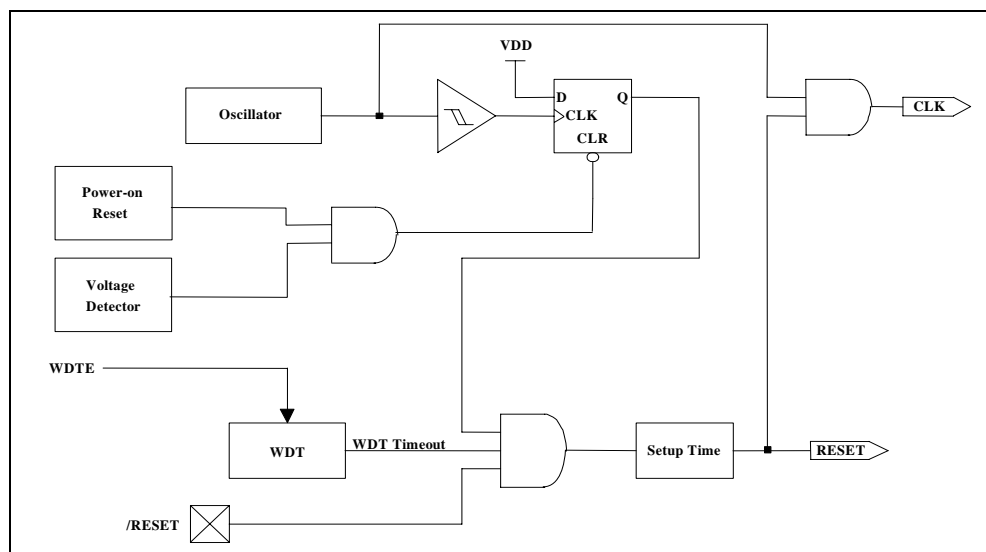 VDD
Oscillator
D
Q
CLK
CLR
CLK
Power-on
Reset
Voltage
Detector
WDTE
WDT
WDT Timeout
Setup Time
RESET
/RESET